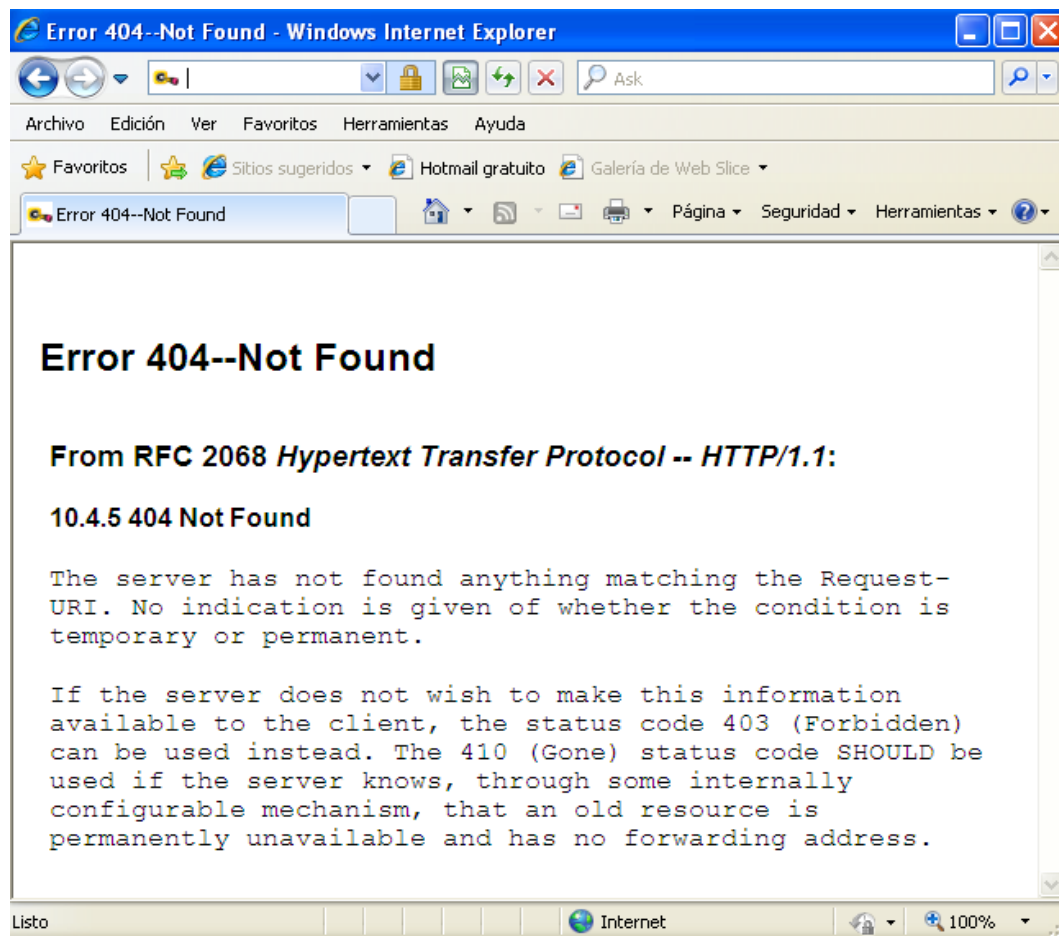 Error 404--Not Found - Windows Internet Explorer
Ask
Archivo Edición Ver Favoritos Herramientas Ayuda
Favoritos Sitios sugeridos Hotmail gratuito Galería de Web Slice
Error 404--Not Found Página Seguridad Herramientas
Error 404--Not Found
From RFC 2068 Hypertext Transfer Protocol -- HTTP/1.1:
10.4.5 404 Not Found
The server has not found anything matching the Request-
URI. No indication is given of whether the condition is
temporary or permanent.
If the server does not wish to make this information
available to the client, the status code 403 (Forbidden)
can be used instead. The 410 (Gone) status code SHOULD be
used if the server knows, through some internally
configurable mechanism, that an old resource is
permanently unavailable and has no forwarding address.
Listo Internet 100%